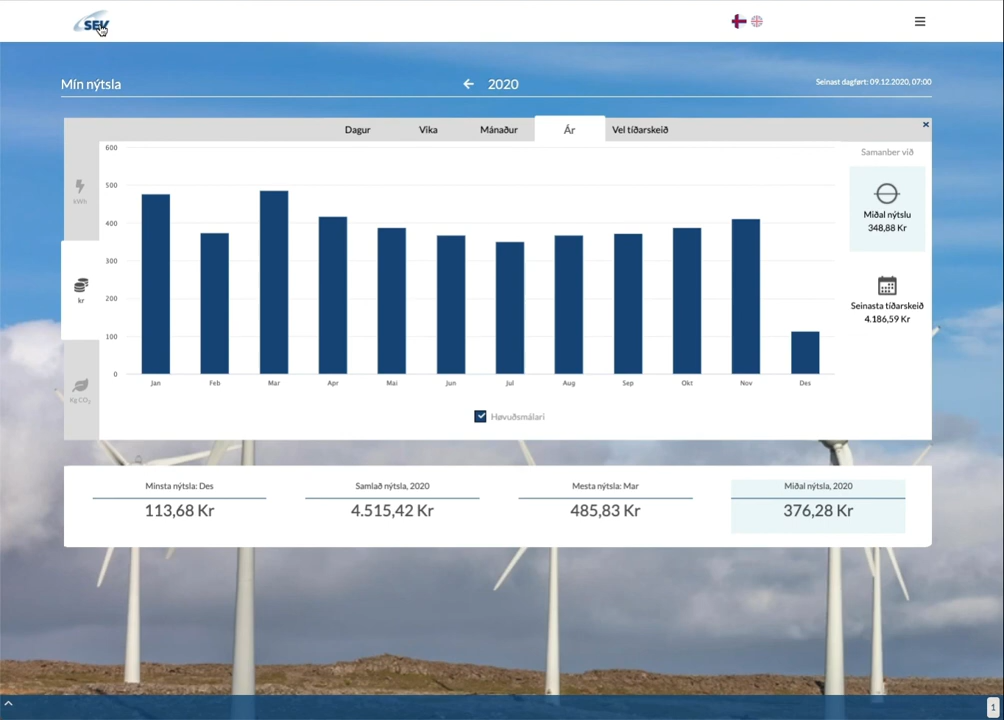 SEV
Mín nýtsla
2020
Seinast dagført: 09.12.2020, 07:00
Dagur
Vika
Mánaður
Ár
Vel tíðarskeið
×
kWh
kr
Kg CO₂
600
500
400
300
200
100
0
Jan
Feb
Mar
Apr
Mai
Jun
Jul
Aug
Sep
Okt
Nov
Des
Høvuðsmálari
Samanber við
Miðal nýtslu
348,88 Kr
Seinasta tíðarskeið
4.186,59 Kr
Minsta nýtsla: Des
113,68 Kr
Samlað nýtsla, 2020
4.515,42 Kr
Mesta nýtsla: Mar
485,83 Kr
Miðal nýtsla, 2020
376,28 Kr
1